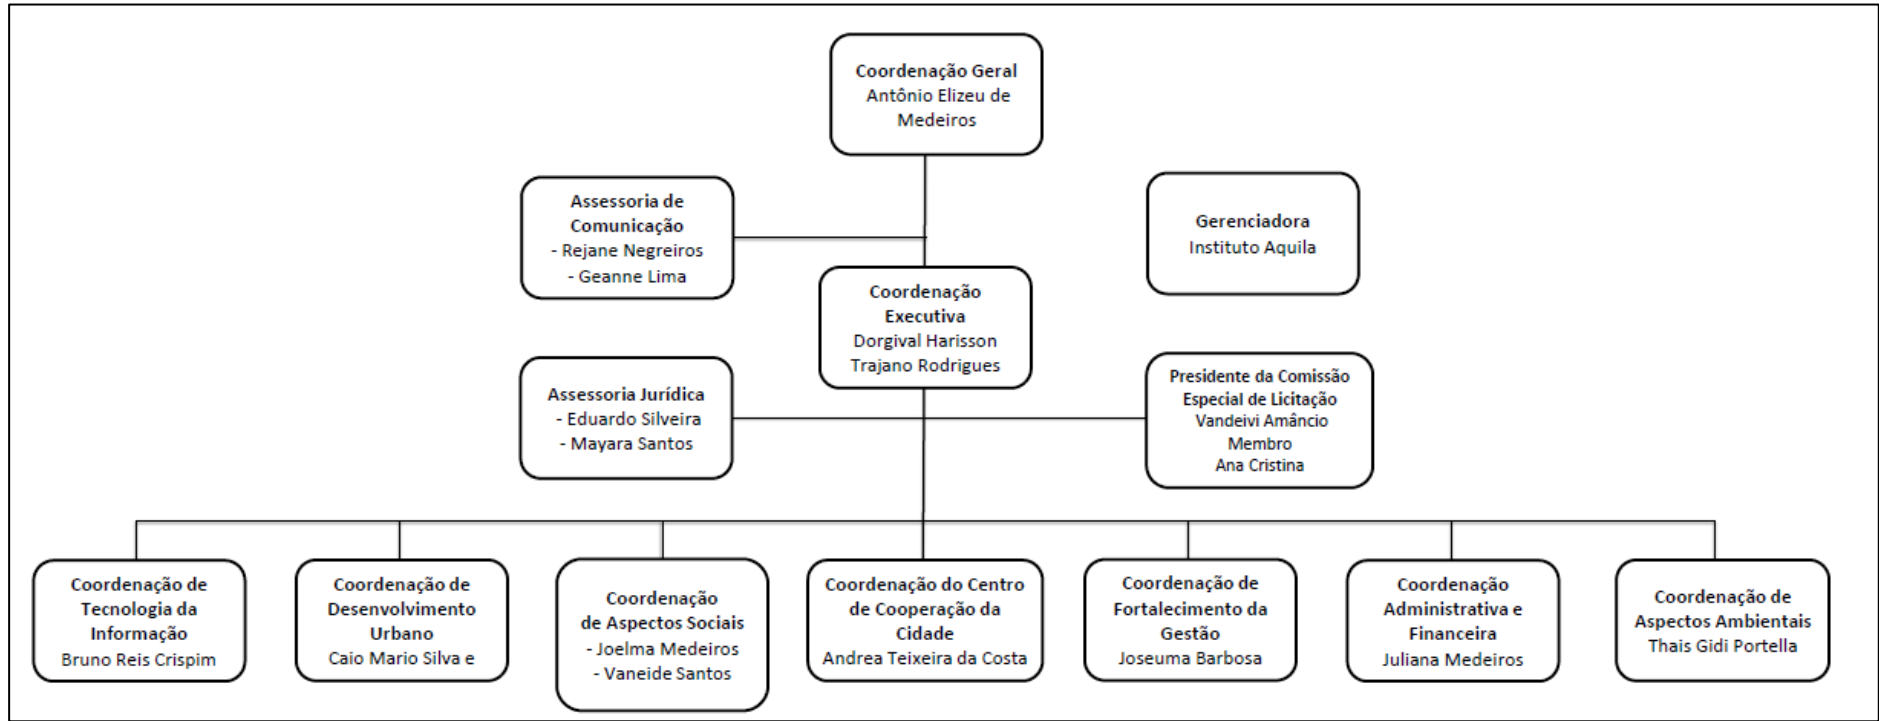 Coordenação Geral
Antônio Elizeu de
Medeiros
Assessoria de
Comunicação
- Rejane Negreiros
- Geanne Lima
Gerenciadora
Instituto Aquila
Coordenação
Executiva
Dorgival Harisson
Trajano Rodrigues
Assessoria Jurídica
- Eduardo Silveira
- Mayara Santos
Presidente da Comissão
Especial de Licitação
Vandeivi Amâncio
Membro
Ana Cristina
Coordenação de
Tecnologia da
Informação
Bruno Reis Crispim
Coordenação de
Desenvolvimento
Urbano
Caio Mario Silva e
Coordenação
de Aspectos Sociais
- Joelma Medeiros
- Vaneide Santos
Coordenação do Centro
de Cooperação da
Cidade
Andrea Teixeira da Costa
Coordenação de
Fortalecimento da
Gestão
Joseuma Barbosa
Coordenação
Administrativa e
Financeira
Juliana Medeiros
Coordenação de
Aspectos Ambientais
Thais Gidi Portella